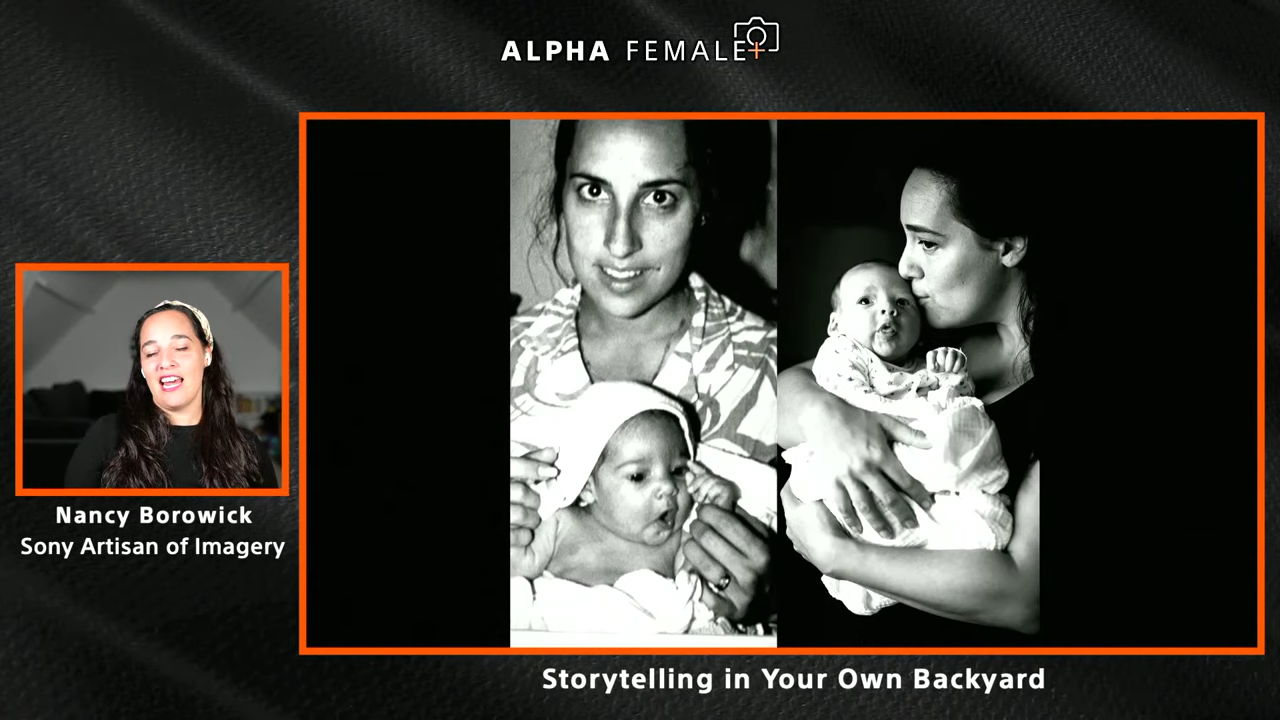 ALPHA FEMALE
Nancy Borowick
Sony Artisan of Imagery
Storytelling in Your Own Backyard